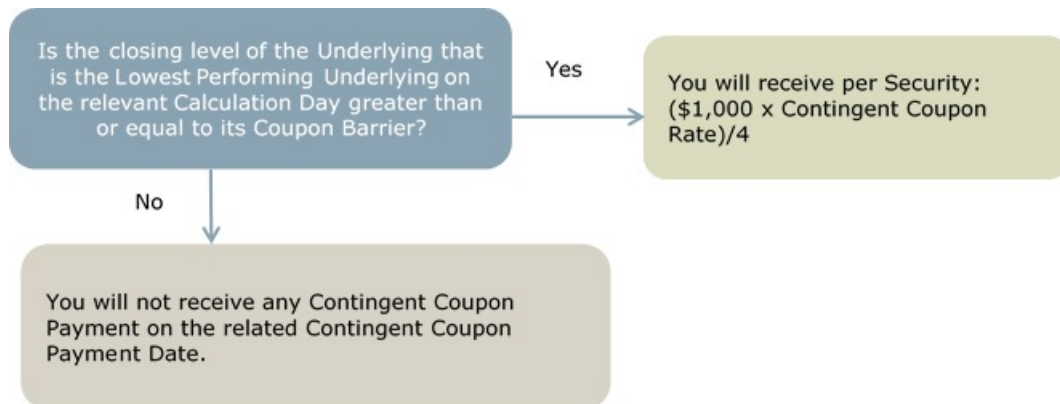 Is the closing level of the Underlying that
is the Lowest Performing Underlying on
the relevant Calculation Day greater than
or equal to its Coupon Barrier?
Yes
You will receive per Security:
($1,000 x Contingent Coupon
Rate)/4
No
You will not receive any Contingent Coupon
Payment on the related Contingent Coupon
Payment Date.